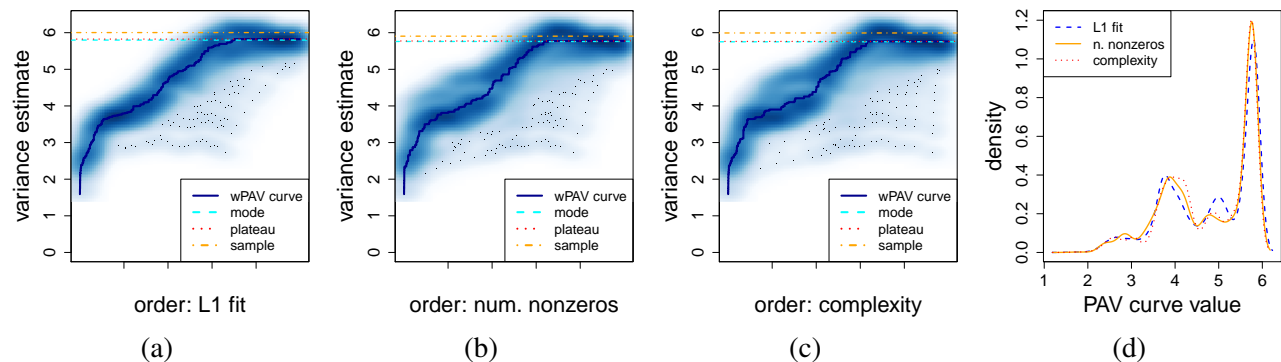 variance estimate
0 1 2 3 4 5 6
wPAV curve
mode
plateau
sample
order: L1 fit
(a)
variance estimate
0 1 2 3 4 5 6
wPAV curve
mode
plateau
sample
order: num. nonzeros
(b)
variance estimate
0 1 2 3 4 5 6
wPAV curve
mode
plateau
sample
order: complexity
(c)
density
0.0 0.2 0.4 0.6 0.8 1.0 1.2
L1 fit
n. nonzeros
complexity
1 2 3 4 5 6
PAV curve value
(d)